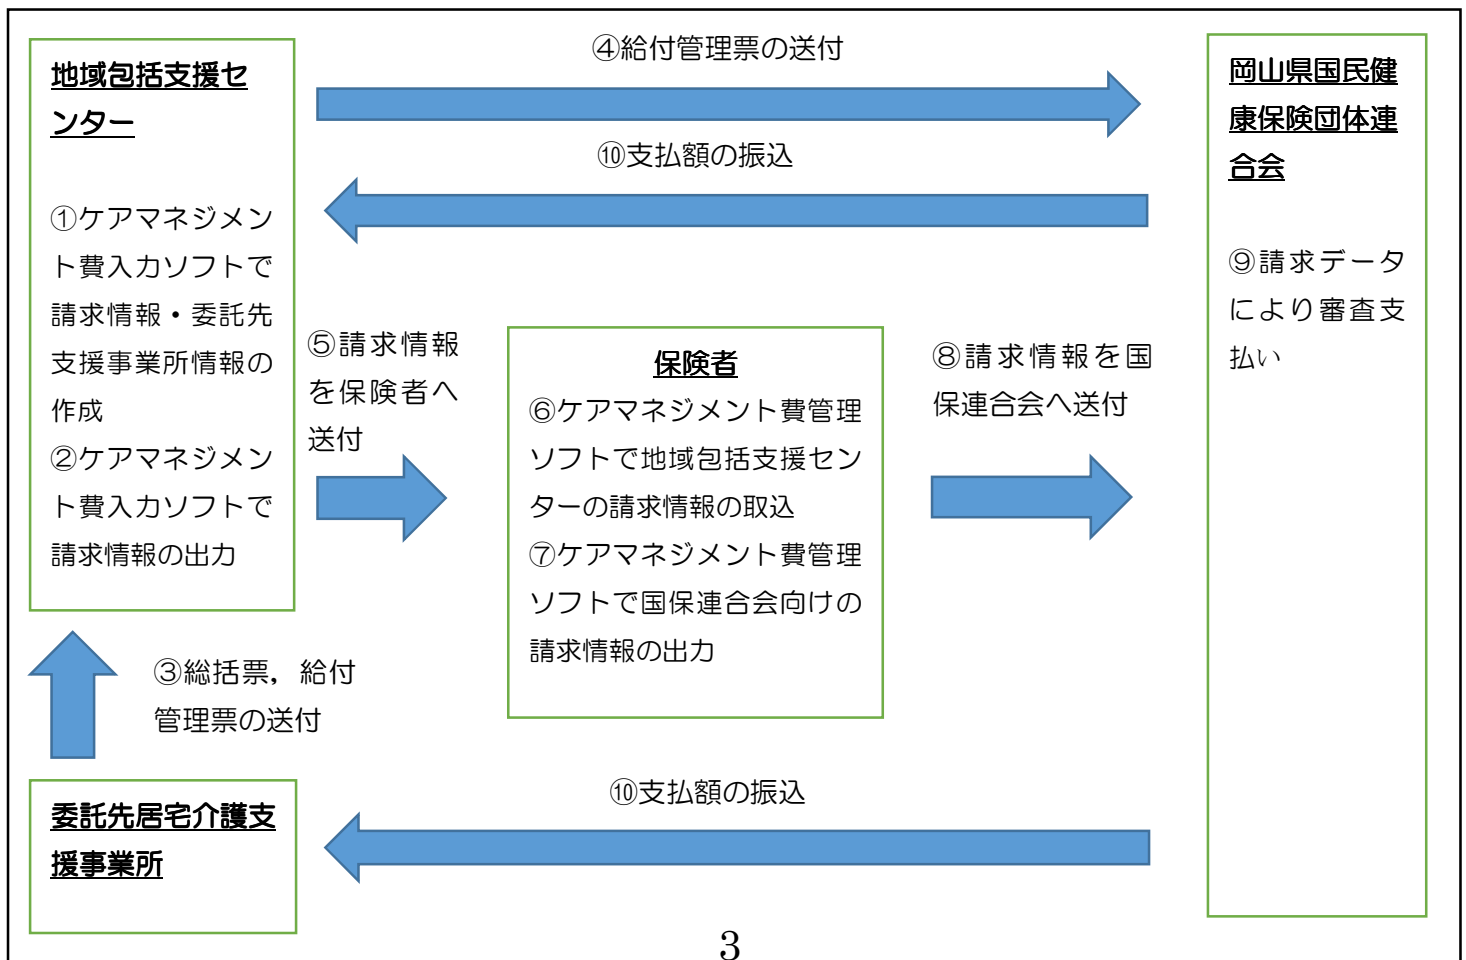 ④給付管理票の送付
⑩支払額の振込
地域包括支援セ
ンター
①ケアマネジメン
ト費入力ソフトで
請求情報・委託先
支援事業所情報の
作成
②ケアマネジメン
ト費入力ソフトで
請求情報の出力
③総括票，給付
管理票の送付
委託先居宅介護支
援事業所
⑤請求情報
を保険者へ
送付
保険者
⑥ケアマネジメント費管理
ソフトで地域包括支援セン
ターの請求情報の取込
⑦ケアマネジメント費管理
ソフトで国保連合会向けの
請求情報の出力
⑧請求情報を国
保連合会へ送付
岡山県国民健
康保険団体連
合会
⑨請求データ
により審査支
払い
⑩支払額の振込
3